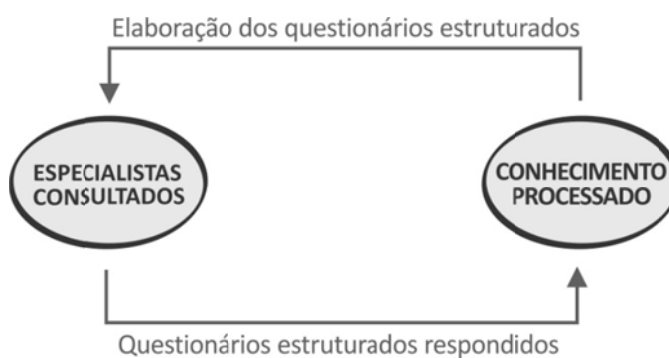 Elaboração dos questionários estruturados
ESPECIALISTAS
CONSULTADOS
CONHECIMENTO
PROCESSADO
Questionários estruturados respondidos